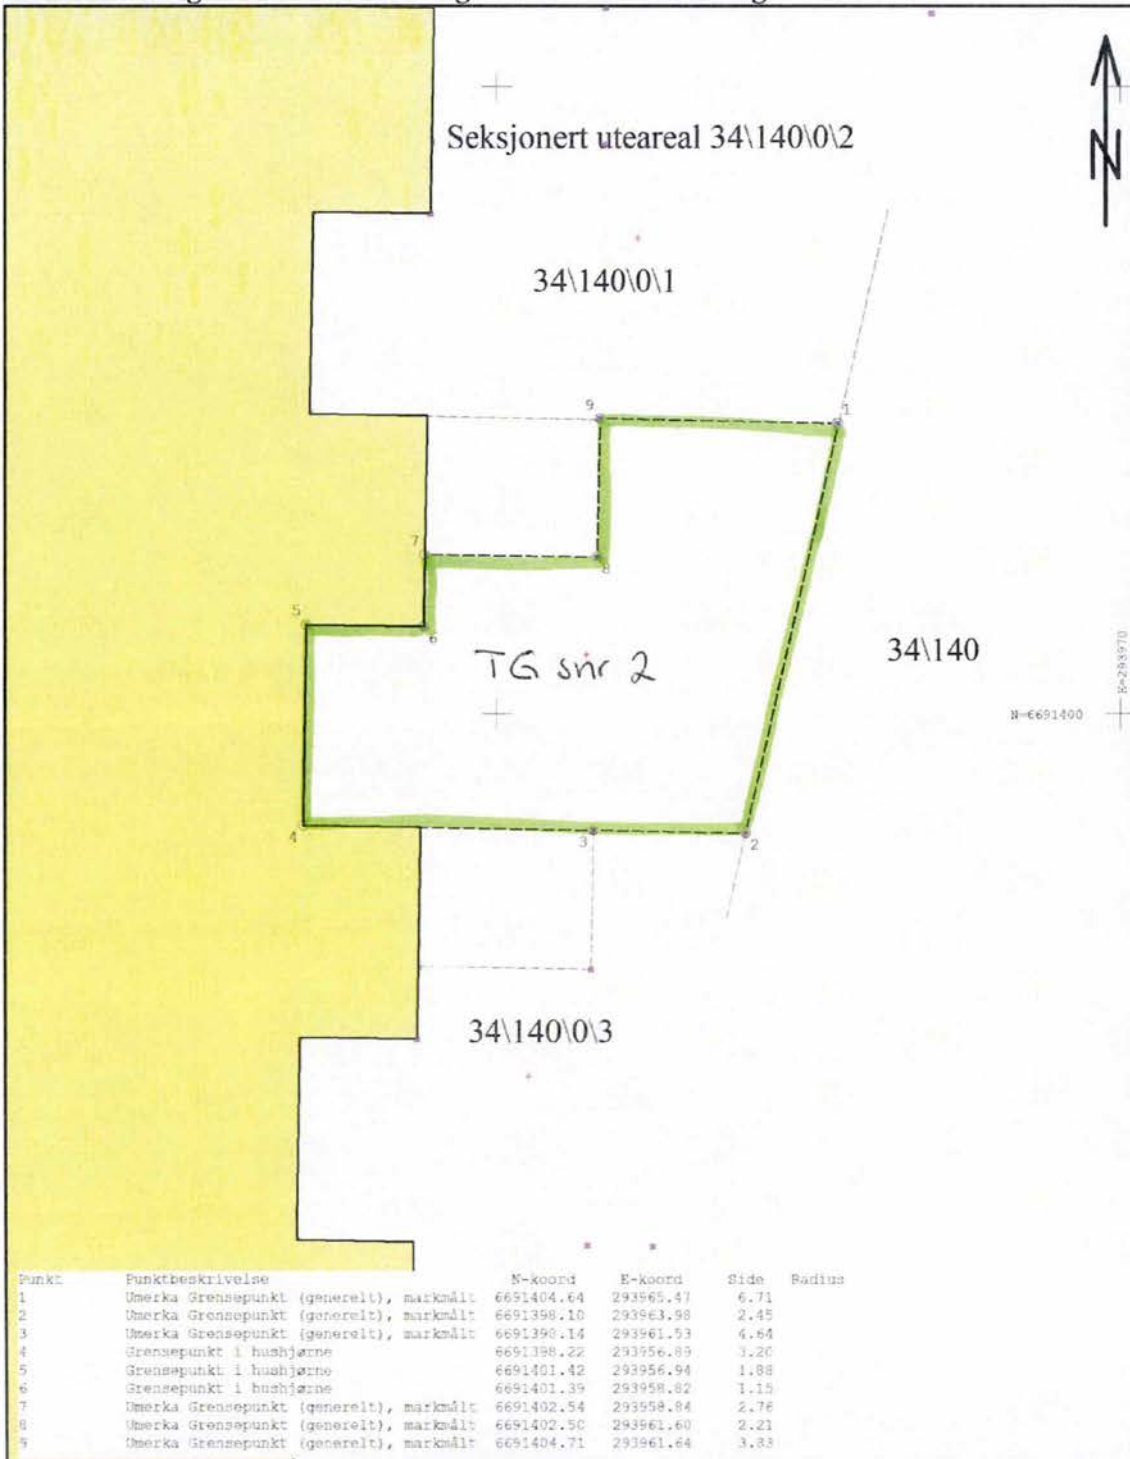 N
Seksjonert uteareal 34\140\0\2
34\140\0\1
9
1
7
8
5
6
TG snr 2
34\140
E=293970
N=6691400
4
3
2
34\140\0\3
Punkt Punktbeskrivelse N-koord E-koord Side Radius
1 Umerka Grensepunkt (generelt), markmålt 6691404.64 293965.47 6.71
2 Umerka Grensepunkt (generelt), markmålt 6691398.10 293963.98 2.45
3 Umerka Grensepunkt (generelt), markmålt 6691398.14 293961.53 4.64
4 Grensepunkt i hushjørne 6691398.22 293956.89 3.20
5 Grensepunkt i hushjørne 6691401.42 293956.94 1.88
6 Grensepunkt i hushjørne 6691401.39 293958.82 1.15
7 Umerka Grensepunkt (generelt), markmålt 6691402.54 293958.84 2.76
8 Umerka Grensepunkt (generelt), markmålt 6691402.50 293961.60 2.21
9 Umerka Grensepunkt (generelt), markmålt 6691404.71 293961.64 3.83